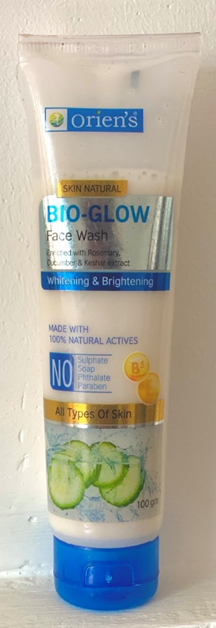 Orien's
SKIN NATURAL
BIO-GLOW
Face Wash
Enriched with Rosemary,
Cucumber & Keshar extract
Whitening & Brightening
MADE WITH
100% NATURAL ACTIVES
NO
Sulphate
Soap
Phthalate
Paraben
B³
All Types Of Skin
100 gm